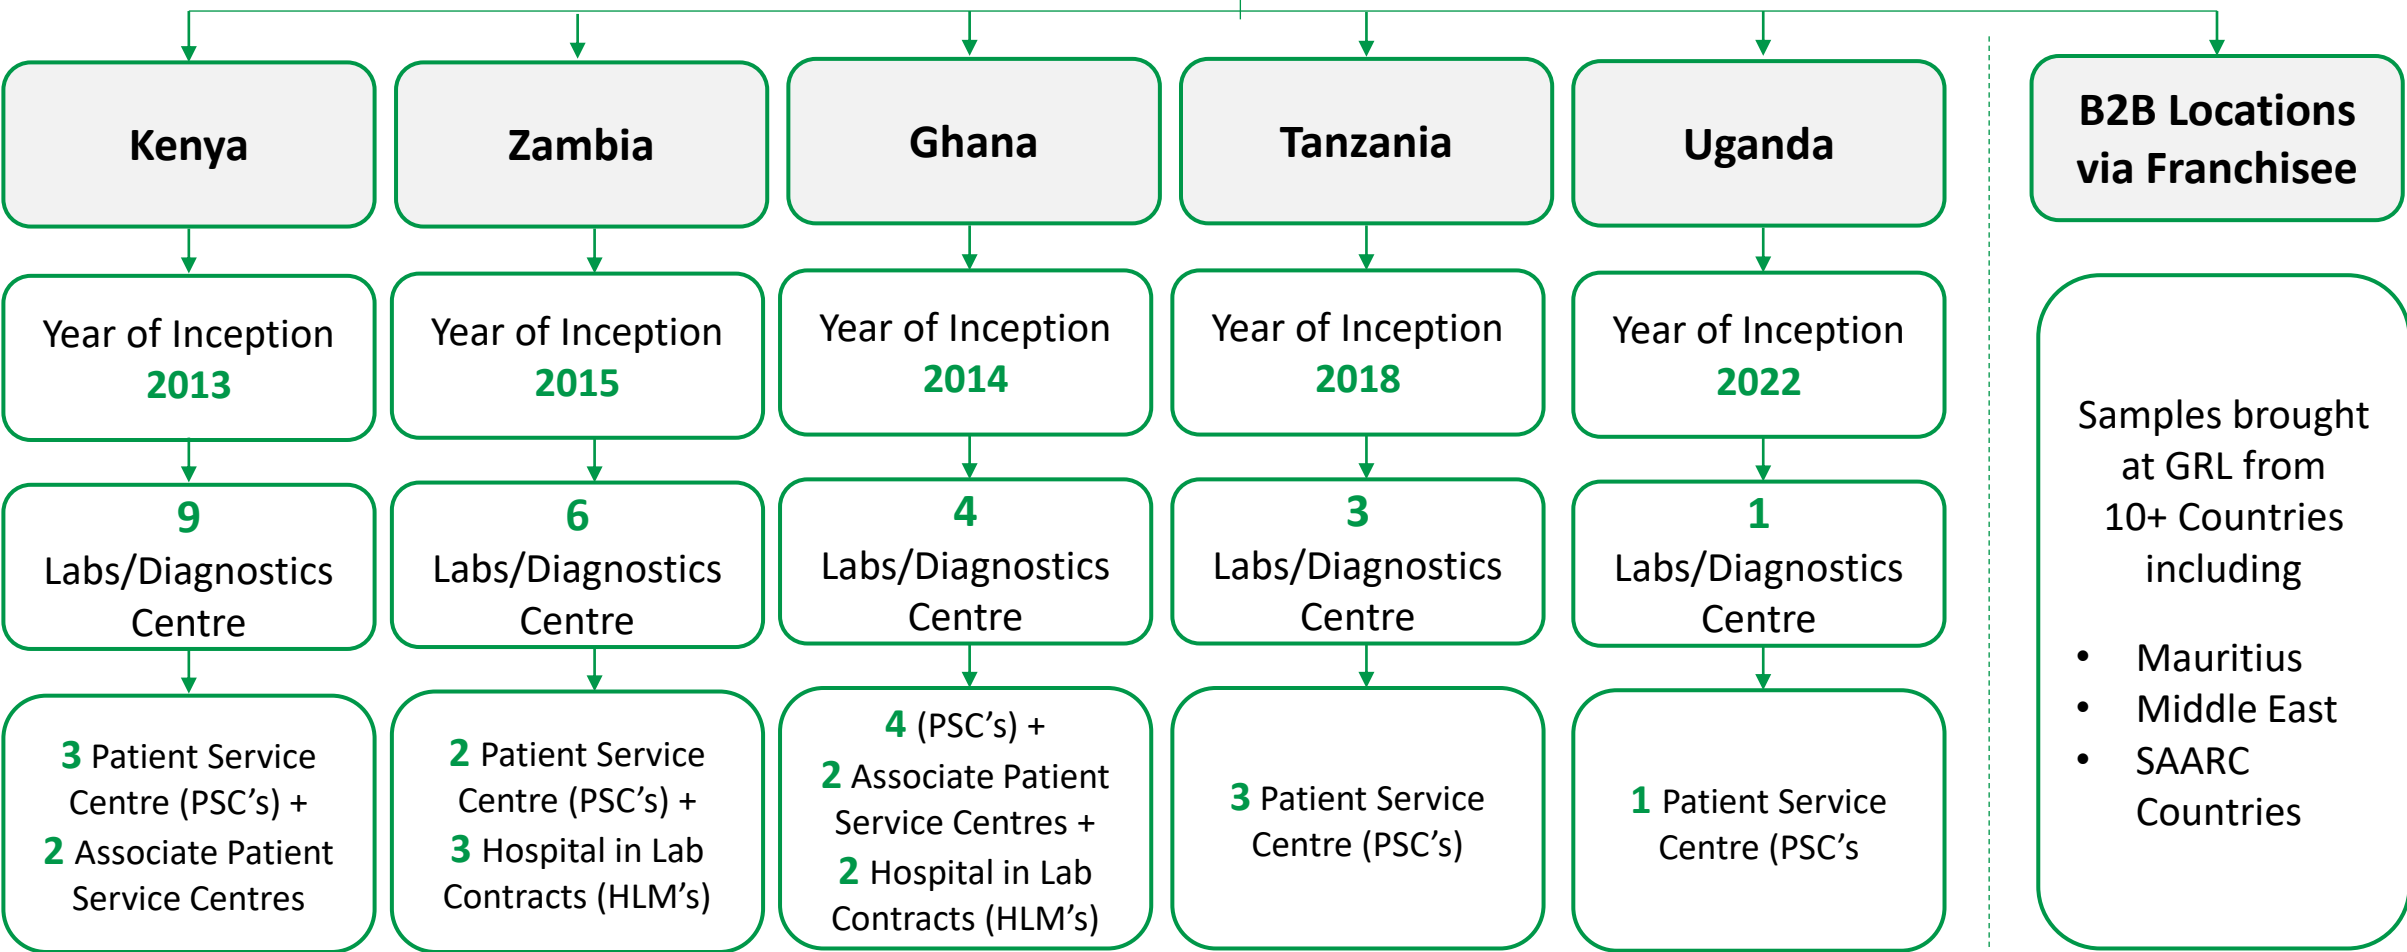 Kenya
Year of Inception
2013
9
Labs/Diagnostics
Centre
3 Patient Service
Centre (PSC’s) +
2 Associate Patient
Service Centres
Zambia
Year of Inception
2015
6
Labs/Diagnostics
Centre
2 Patient Service
Centre (PSC’s) +
3 Hospital in Lab
Contracts (HLM’s)
Ghana
Year of Inception
2014
4
Labs/Diagnostics
Centre
4 (PSC’s) +
2 Associate Patient
Service Centres +
2 Hospital in Lab
Contracts (HLM’s)
Tanzania
Year of Inception
2018
3
Labs/Diagnostics
Centre
3 Patient Service
Centre (PSC’s)
Uganda
Year of Inception
2022
1
Labs/Diagnostics
Centre
1 Patient Service
Centre (PSC’s
B2B Locations
via Franchisee
Samples brought
at GRL from
10+ Countries
including
• Mauritius
• Middle East
• SAARC
Countries